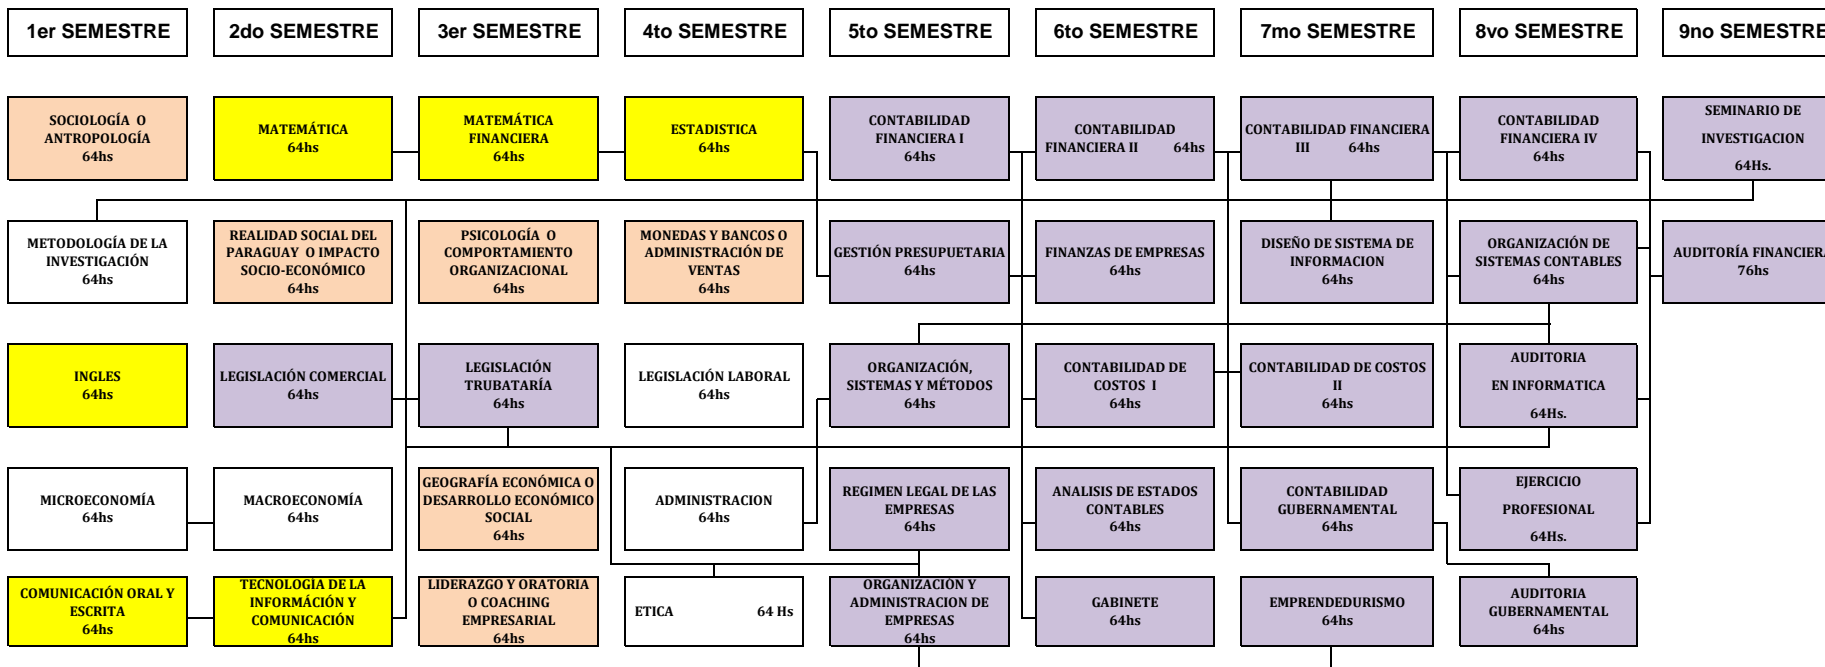 1er SEMESTRE
2do SEMESTRE
3er SEMESTRE
4to SEMESTRE
5to SEMESTRE
6to SEMESTRE
7mo SEMESTRE
8vo SEMESTRE
9no SEMESTRE
SOCIOLOGÍA O
ANTROPOLOGÍA
64hs
MATEMÁTICA
64hs
MATEMÁTICA
FINANCIERA
64hs
ESTADISTICA
64hs
CONTABILIDAD
FINANCIERA I
64hs
CONTABILIDAD
FINANCIERA II 64hs
CONTABILIDAD FINANCIERA
III 64hs
CONTABILIDAD
FINANCIERA IV
64hs
SEMINARIO DE
INVESTIGACION
64Hs.
METODOLOGÍA DE LA
INVESTIGACIÓN
64hs
REALIDAD SOCIAL DEL
PARAGUAY O IMPACTO
SOCIO-ECONÓMICO
64hs
PSICOLOGÍA O
COMPORTAMIENTO
ORGANIZACIONAL
64hs
MONEDAS Y BANCOS O
ADMINISTRACIÓN DE
VENTAS
64hs
GESTIÓN PRESUPUETARIA
64hs
FINANZAS DE EMPRESAS
64hs
DISEÑO DE SISTEMA DE
INFORMACION
64hs
ORGANIZACIÓN DE
SISTEMAS CONTABLES
64hs
AUDITORÍA FINANCIERA
76hs
INGLES
64hs
LEGISLACIÓN COMERCIAL
64hs
LEGISLACIÓN
TRUBATARÍA
64hs
LEGISLACIÓN LABORAL
64hs
ORGANIZACIÓN,
SISTEMAS Y MÉTODOS
64hs
CONTABILIDAD DE
COSTOS I
64hs
CONTABILIDAD DE COSTOS
II
64hs
AUDITORIA
EN INFORMATICA
64Hs.
MICROECONOMÍA
64hs
MACROECONOMÍA
64hs
GEOGRAFÍA ECONÓMICA O
DESARROLLO ECONÓMICO
SOCIAL
64hs
ADMINISTRACION
64hs
REGIMEN LEGAL DE LAS
EMPRESAS
64hs
ANALISIS DE ESTADOS
CONTABLES
64hs
CONTABILIDAD
GUBERNAMENTAL
64hs
EJERCICIO
PROFESIONAL
64Hs.
COMUNICACIÓN ORAL Y
ESCRITA
64hs
TECNOLOGÍA DE LA
INFORMÁCIÓN Y
COMUNICACIÓN
64hs
LIDERAZGO Y ORATORIA
O COACHING
EMPRESARIAL
64hs
ETICA 64 Hs
ORGANIZACIÓN Y
ADMINISTRACION DE
EMPRESAS
64hs
GABINETE
64hs
EMPRENDEDURISMO
64hs
AUDITORIA
GUBERNAMENTAL
64hs